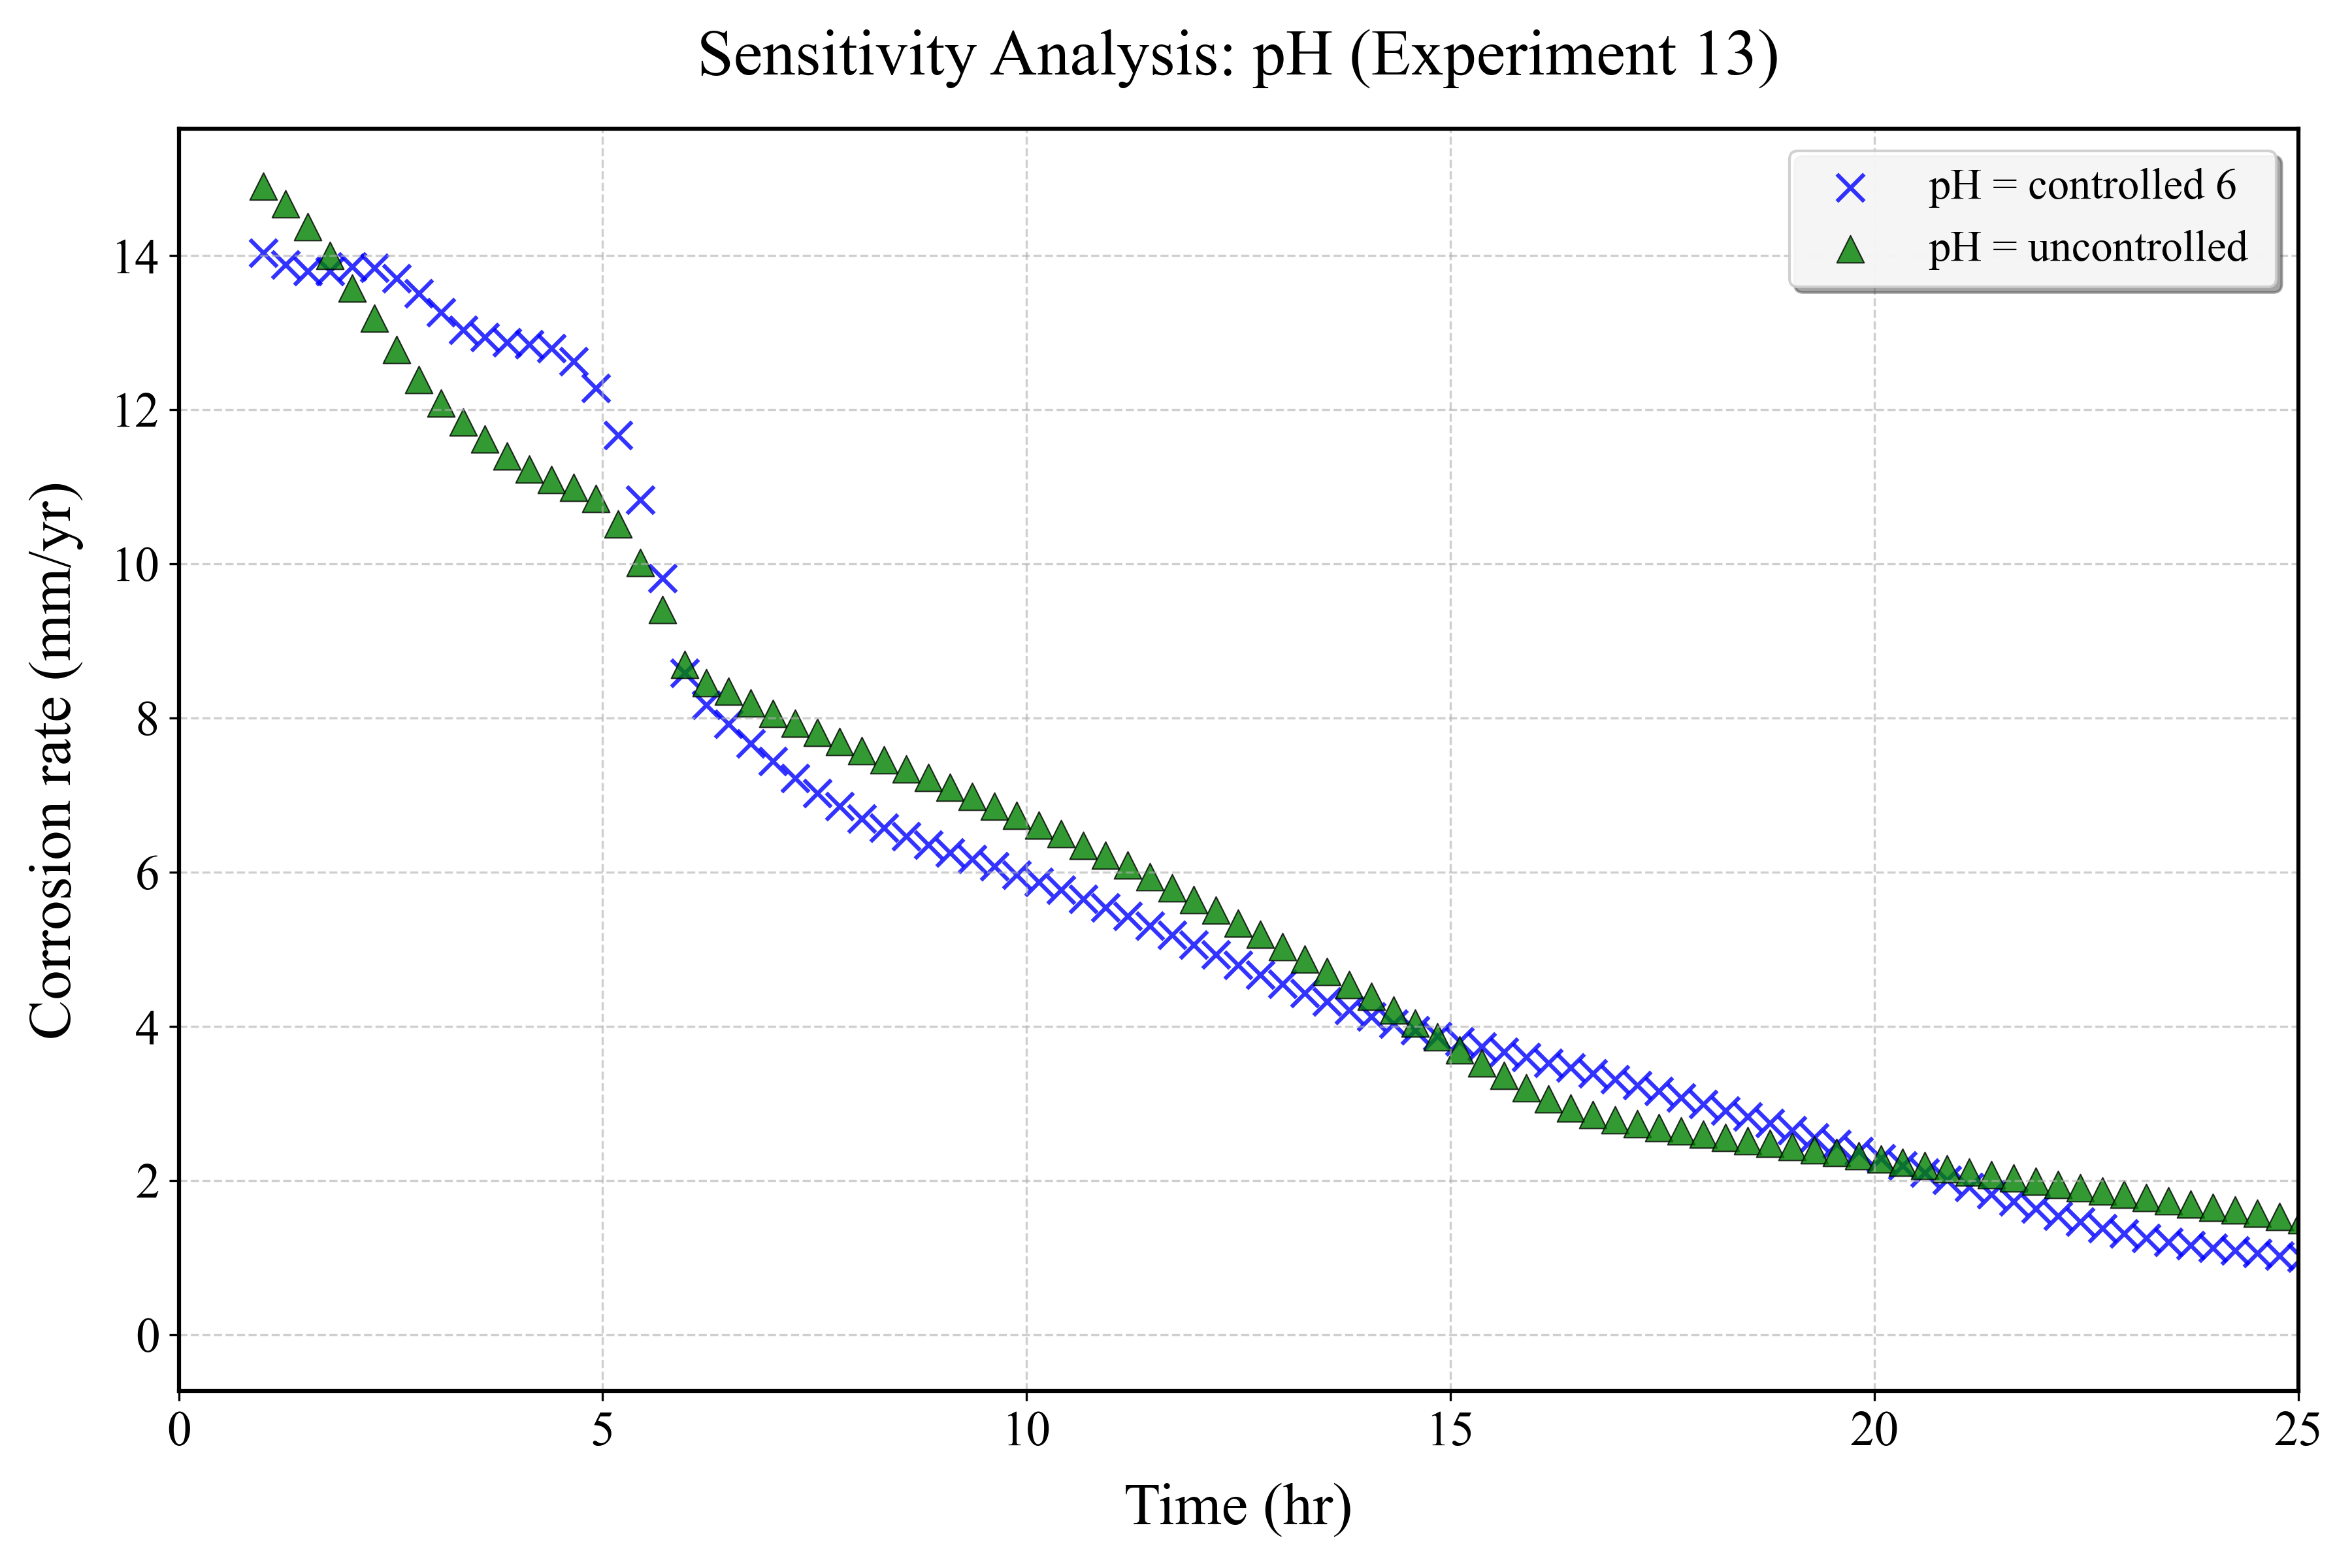 Sensitivity Analysis: pH (Experiment 13)
pH = controlled 6
pH = uncontrolled
Corrosion rate (mm/yr)
14
12
10
8
6
4
2
0
0 5 10 15 20 25
Time (hr)